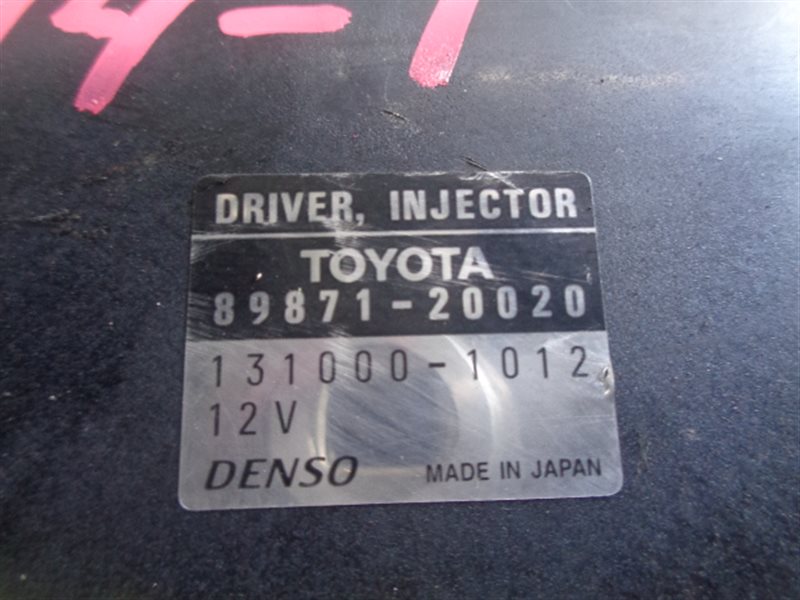 DRIVER, INJECTOR
TOYOTA
89871-20020
131000-1012
12V
DENSO MADE IN JAPAN